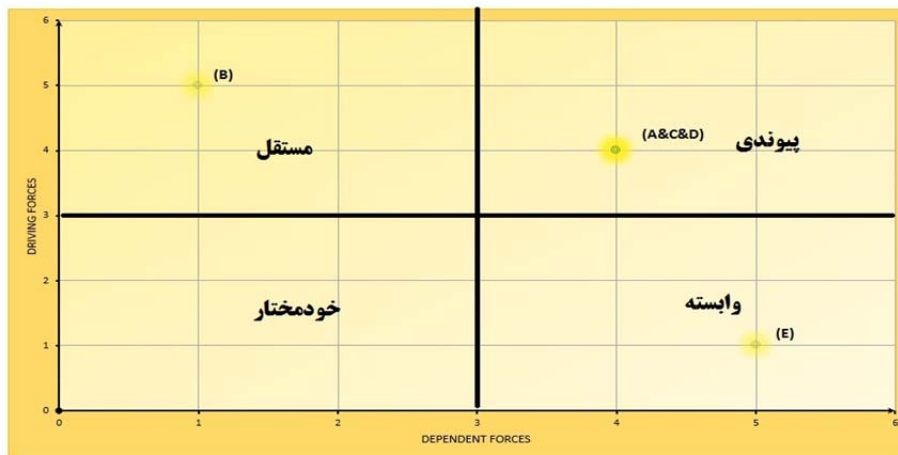 6
(B)
5
(A&C&D)
مستقل
پیوندی
4
DRIVING FORCES
3
2
خودمختار
وابسته
(E)
1
0
0 1 2 3 4 5 6
DEPENDENT FORCES